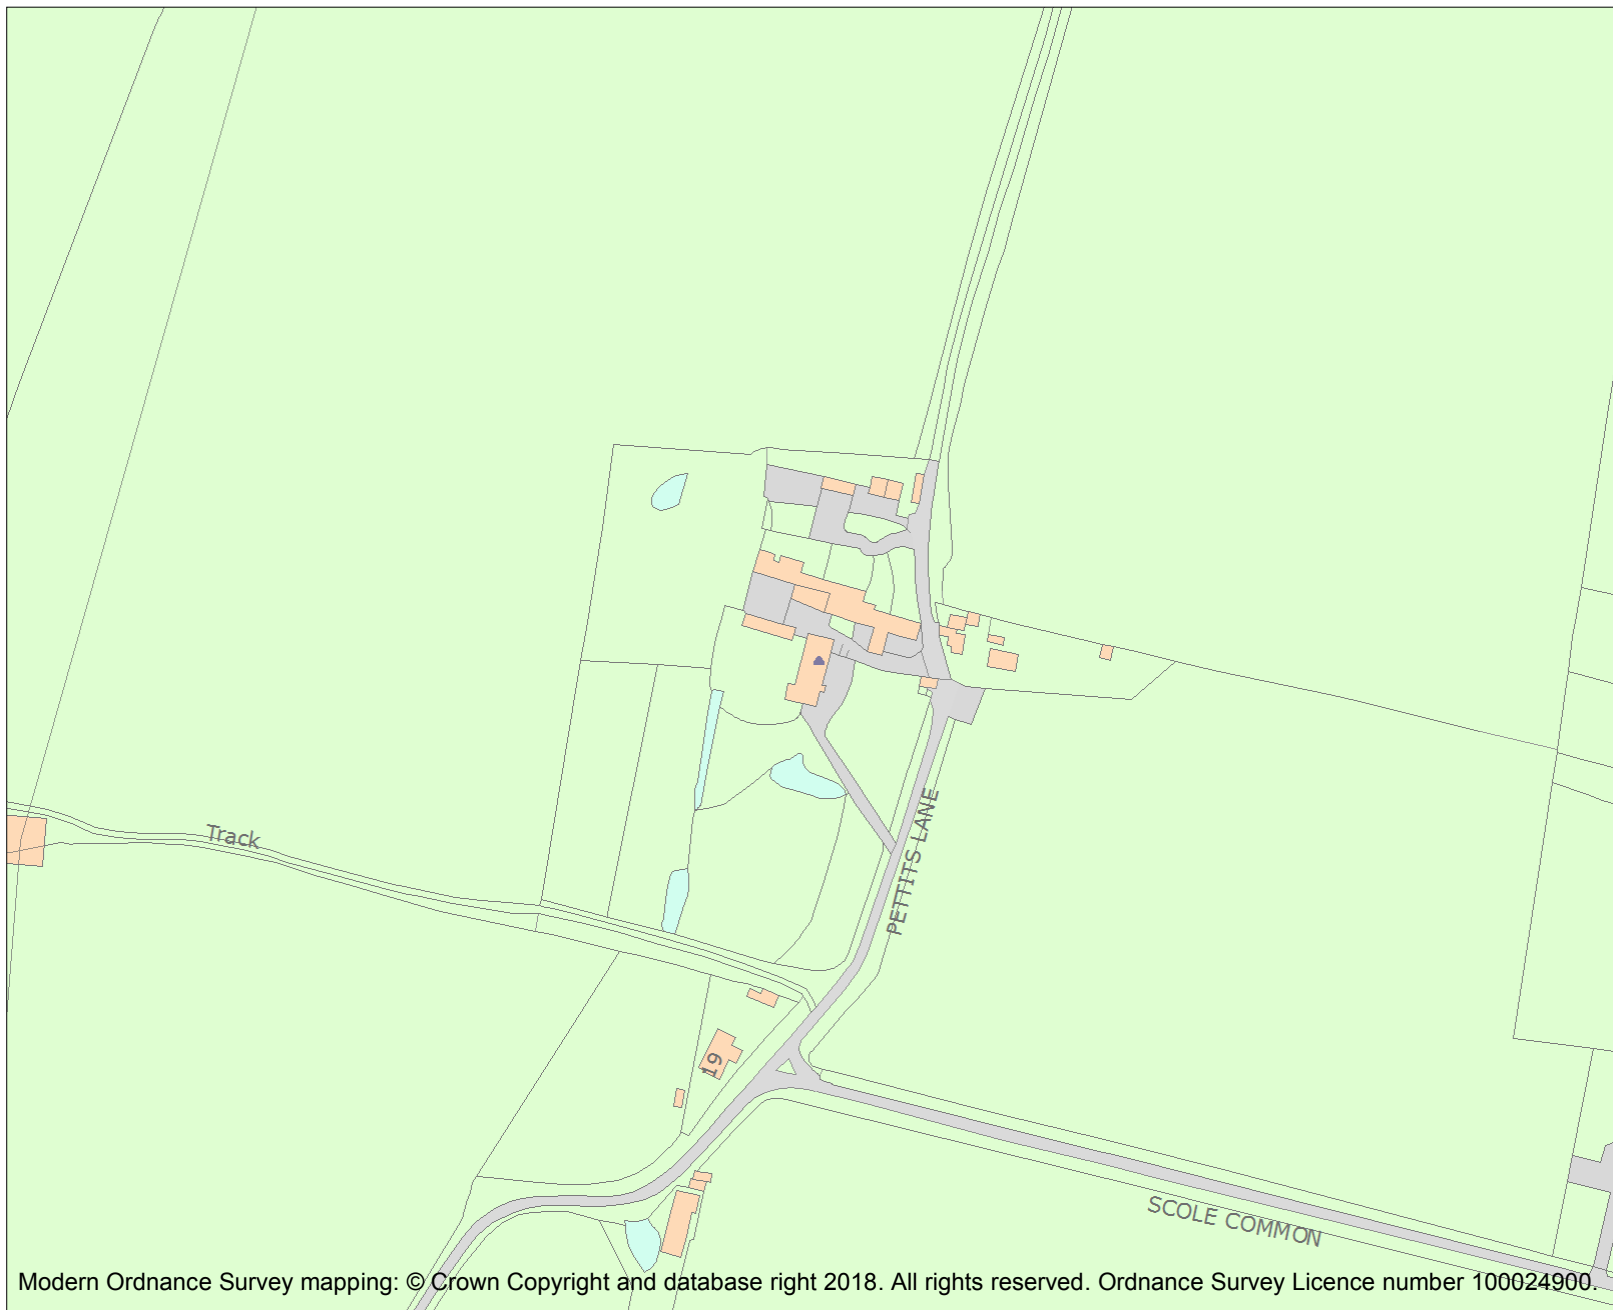 Track
PETTITS LANE
19
SCOLE COMMON
Modern Ordnance Survey mapping: © Crown Copyright and database right 2018. All rights reserved. Ordnance Survey Licence number 100024900.